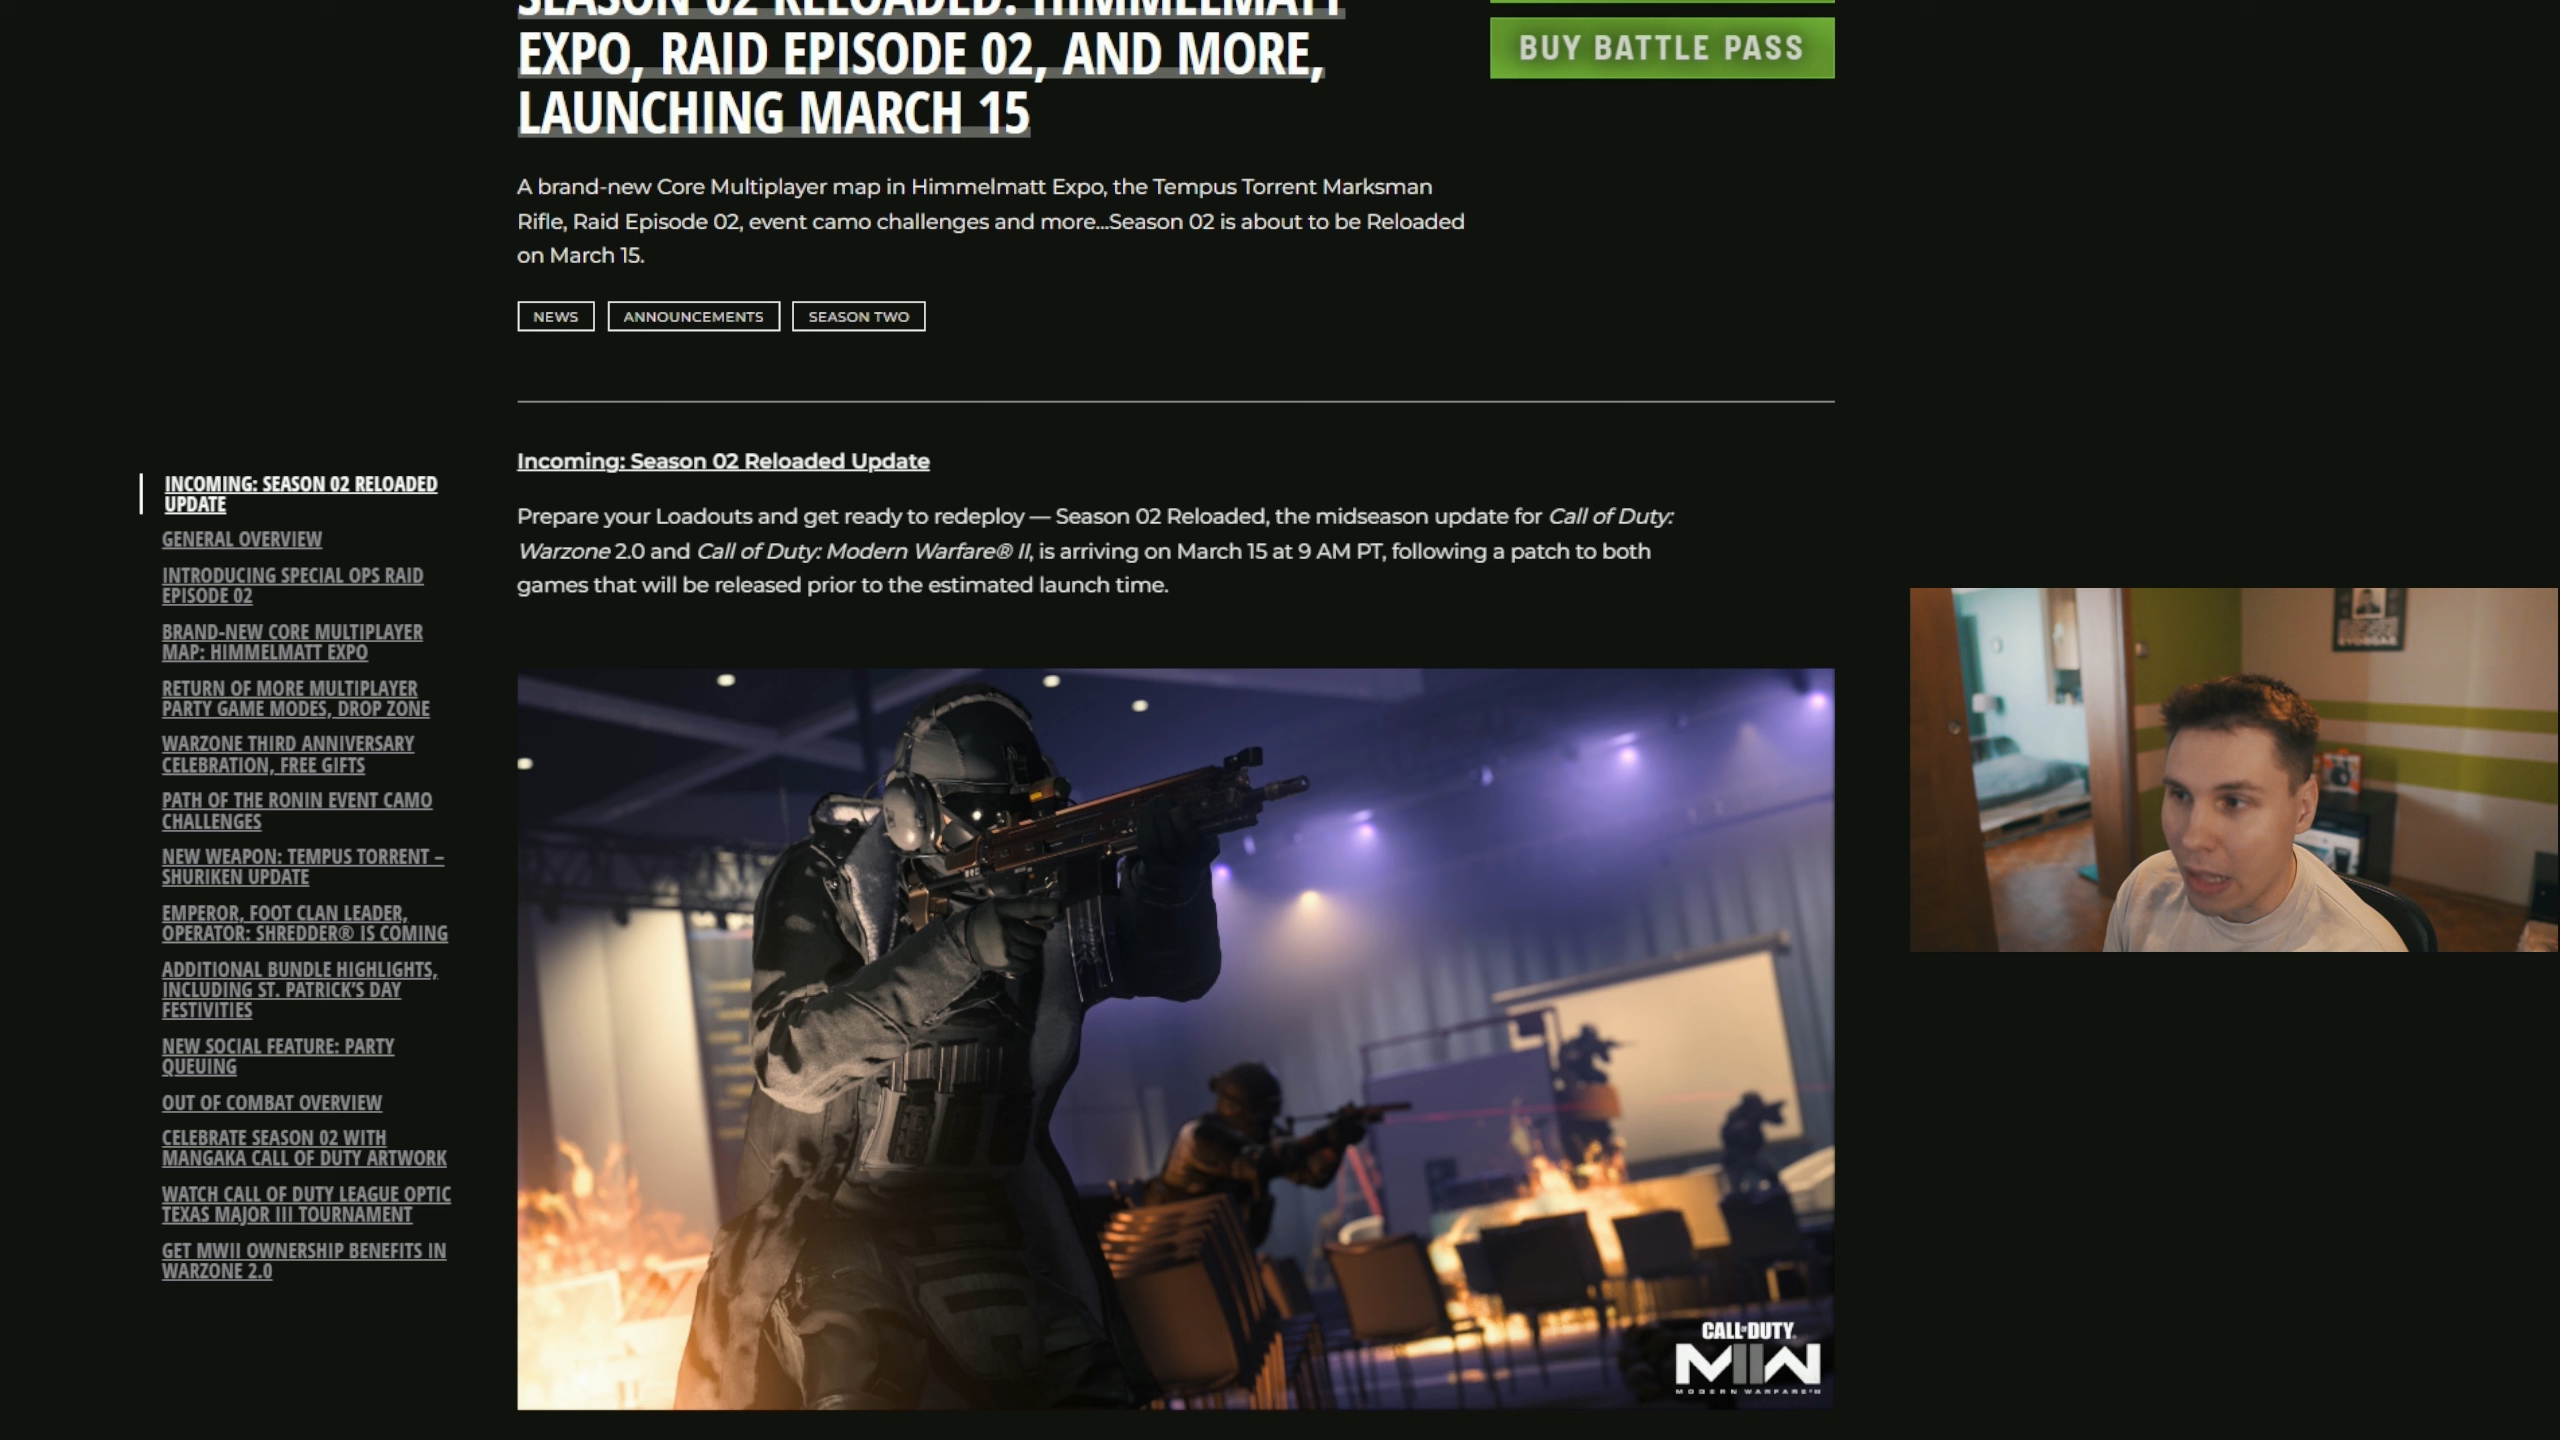 SEASON 02 RELOADED: HIMMELMATT
EXPO, RAID EPISODE 02, AND MORE,
LAUNCHING MARCH 15
BUY BATTLE PASS
A brand-new Core Multiplayer map in Himmelmatt Expo, the Tempus Torrent Marksman
Rifle, Raid Episode 02, event camo challenges and more...Season 02 is about to be Reloaded
on March 15.
NEWS
ANNOUNCEMENTS
SEASON TWO
INCOMING: SEASON 02 RELOADED
UPDATE
GENERAL OVERVIEW
INTRODUCING SPECIAL OPS RAID
EPISODE 02
BRAND-NEW CORE MULTIPLAYER
MAP: HIMMELMATT EXPO
RETURN OF MORE MULTIPLAYER
PARTY GAME MODES, DROP ZONE
WARZONE THIRD ANNIVERSARY
CELEBRATION, FREE GIFTS
PATH OF THE RONIN EVENT CAMO
CHALLENGES
NEW WEAPON: TEMPUS TORRENT –
SHURIKEN UPDATE
EMPEROR, FOOT CLAN LEADER,
OPERATOR: SHREDDER® IS COMING
ADDITIONAL BUNDLE HIGHLIGHTS,
INCLUDING ST. PATRICK'S DAY
FESTIVITIES
NEW SOCIAL FEATURE: PARTY
QUEUING
OUT OF COMBAT OVERVIEW
CELEBRATE SEASON 02 WITH
MANGAKA CALL OF DUTY ARTWORK
WATCH CALL OF DUTY LEAGUE OPTIC
TEXAS MAJOR III TOURNAMENT
GET MWII OWNERSHIP BENEFITS IN
WARZONE 2.0
Incoming: Season 02 Reloaded Update
Prepare your Loadouts and get ready to redeploy — Season 02 Reloaded, the midseason update for Call of Duty:
Warzone 2.0 and Call of Duty: Modern Warfare® II, is arriving on March 15 at 9 AM PT, following a patch to both
games that will be released prior to the estimated launch time.
CALL OF DUTY
MWII
MODERN WARFARE II